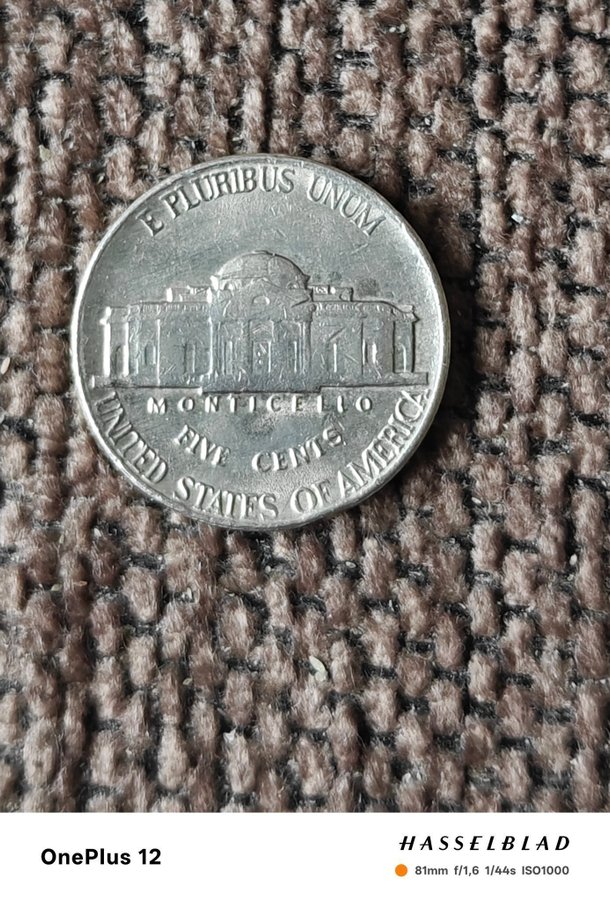 E PLURIBUS UNUM
MONTICELLO
FIVE CENTS
UNITED STATES OF AMERICA
OnePlus 12
HASSELBLAD
81mm f/1,6 1/44s ISO1000